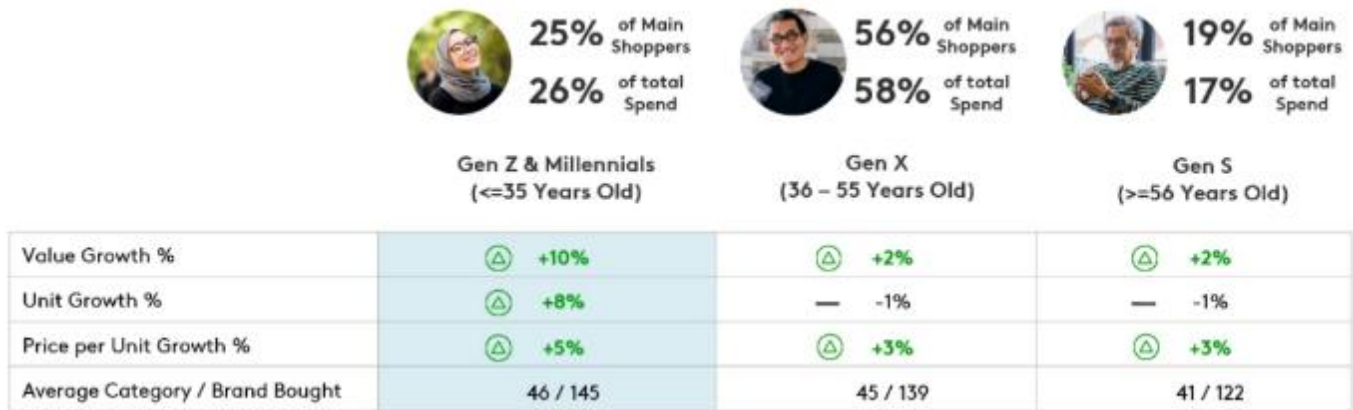 25% of Main Shoppers
26% of total Spend
56% of Main Shoppers
58% of total Spend
19% of Main Shoppers
17% of total Spend
Gen Z & Millennials
(<=35 Years Old)
Gen X
(36 – 55 Years Old)
Gen S
(>=56 Years Old)
Value Growth % +10% +2% +2%
Unit Growth % +8% — -1% — -1%
Price per Unit Growth % +5% +3% +3%
Average Category / Brand Bought 46 / 145 45 / 139 41 / 122